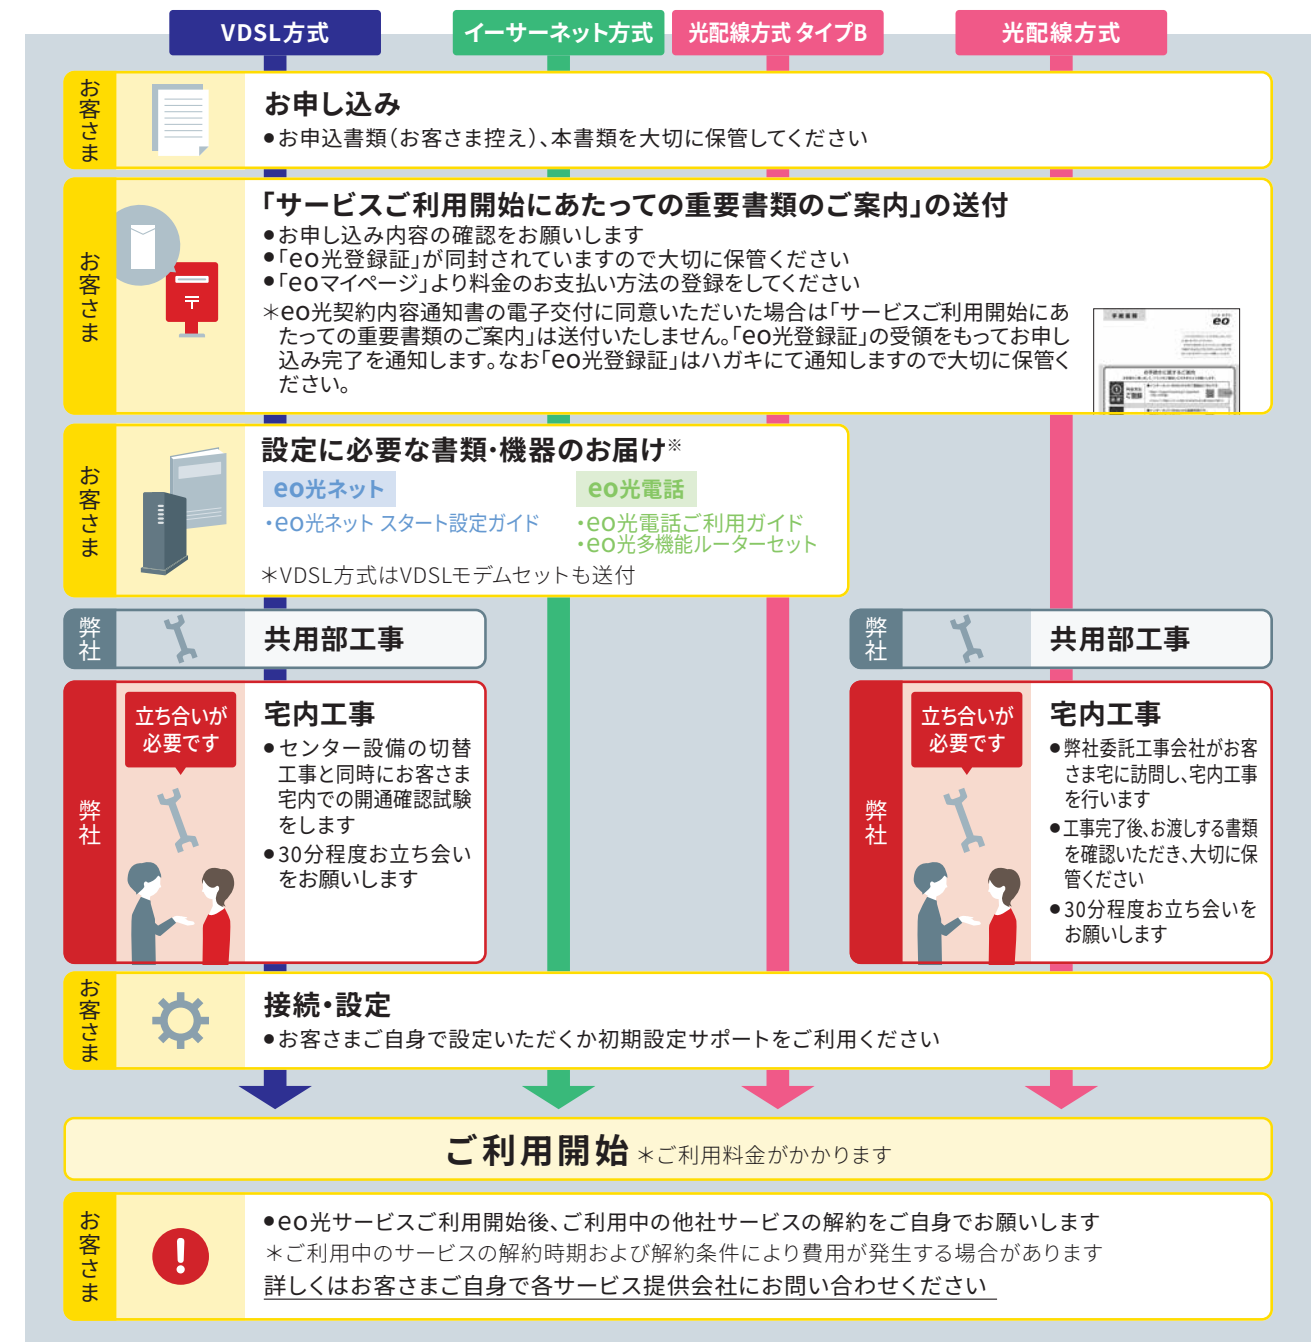 VDSL方式
イーサーネット方式
光配線方式 タイプB
光配線方式
お客さま
お申し込み
●お申込書類（お客さま控え）、本書類を大切に保管してください
お客さま
「サービスご利用開始にあたっての重要書類のご案内」の送付
●お申し込み内容の確認をお願いします
●「eo光登録証」が同封されていますので大切に保管ください
●「eoマイページ」より料金のお支払い方法の登録をしてください
＊eo光契約内容通知書の電子交付に同意いただいた場合は「サービスご利用開始にあ
たっての重要書類のご案内」は送付いたしません。「eo光登録証」の受領をもってお申し
込み完了を通知します。なお「eo光登録証」はハガキにて通知しますので大切に保管く
ださい。
eo
お客さま
設定に必要な書類・機器のお届け※
eo光ネット
・eo光ネット スタート設定ガイド
eo光電話
・eo光電話ご利用ガイド
・eo光多機能ルーターセット
＊VDSL方式はVDSLモデムセットも送付
弊社
共用部工事
弊社
共用部工事
弊社
立ち合いが
必要です
宅内工事
●センター設備の切替
工事と同時にお客さま
宅内での開通確認試験
をします
●30分程度お立ち会い
をお願いします
弊社
立ち合いが
必要です
宅内工事
●弊社委託工事会社がお客
さま宅に訪問し、宅内工事
を行います
●工事完了後、お渡しする書類
を確認いただき、大切に保
管ください
●30分程度お立ち会いを
お願いします
お客さま
接続・設定
●お客さまご自身で設定いただくか初期設定サポートをご利用ください
ご利用開始 ＊ご利用料金がかかります
お客さま
●eo光サービスご利用開始後、ご利用中の他社サービスの解約をご自身でお願いします
＊ご利用中のサービスの解約時期および解約条件により費用が発生する場合があります
詳しくはお客さまご自身で各サービス提供会社にお問い合わせください